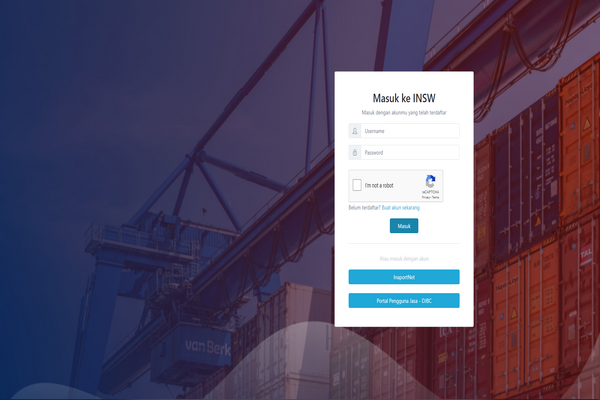 Masuk ke INSW
Masuk dengan akunmu yang telah terdaftar
Username
Password
I'm not a robot
reCAPTCHA
Privacy - Terms
Belum terdaftar? Buat akun sekarang
Masuk
Atau masuk dengan akun
InaportNet
Portal Pengguna Jasa - DJBC
van Berk
TAL